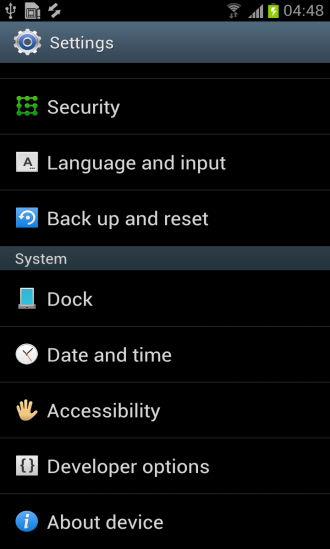 04:48
Settings
Security
Language and input
Back up and reset
System
Dock
Date and time
Accessibility
Developer options
About device